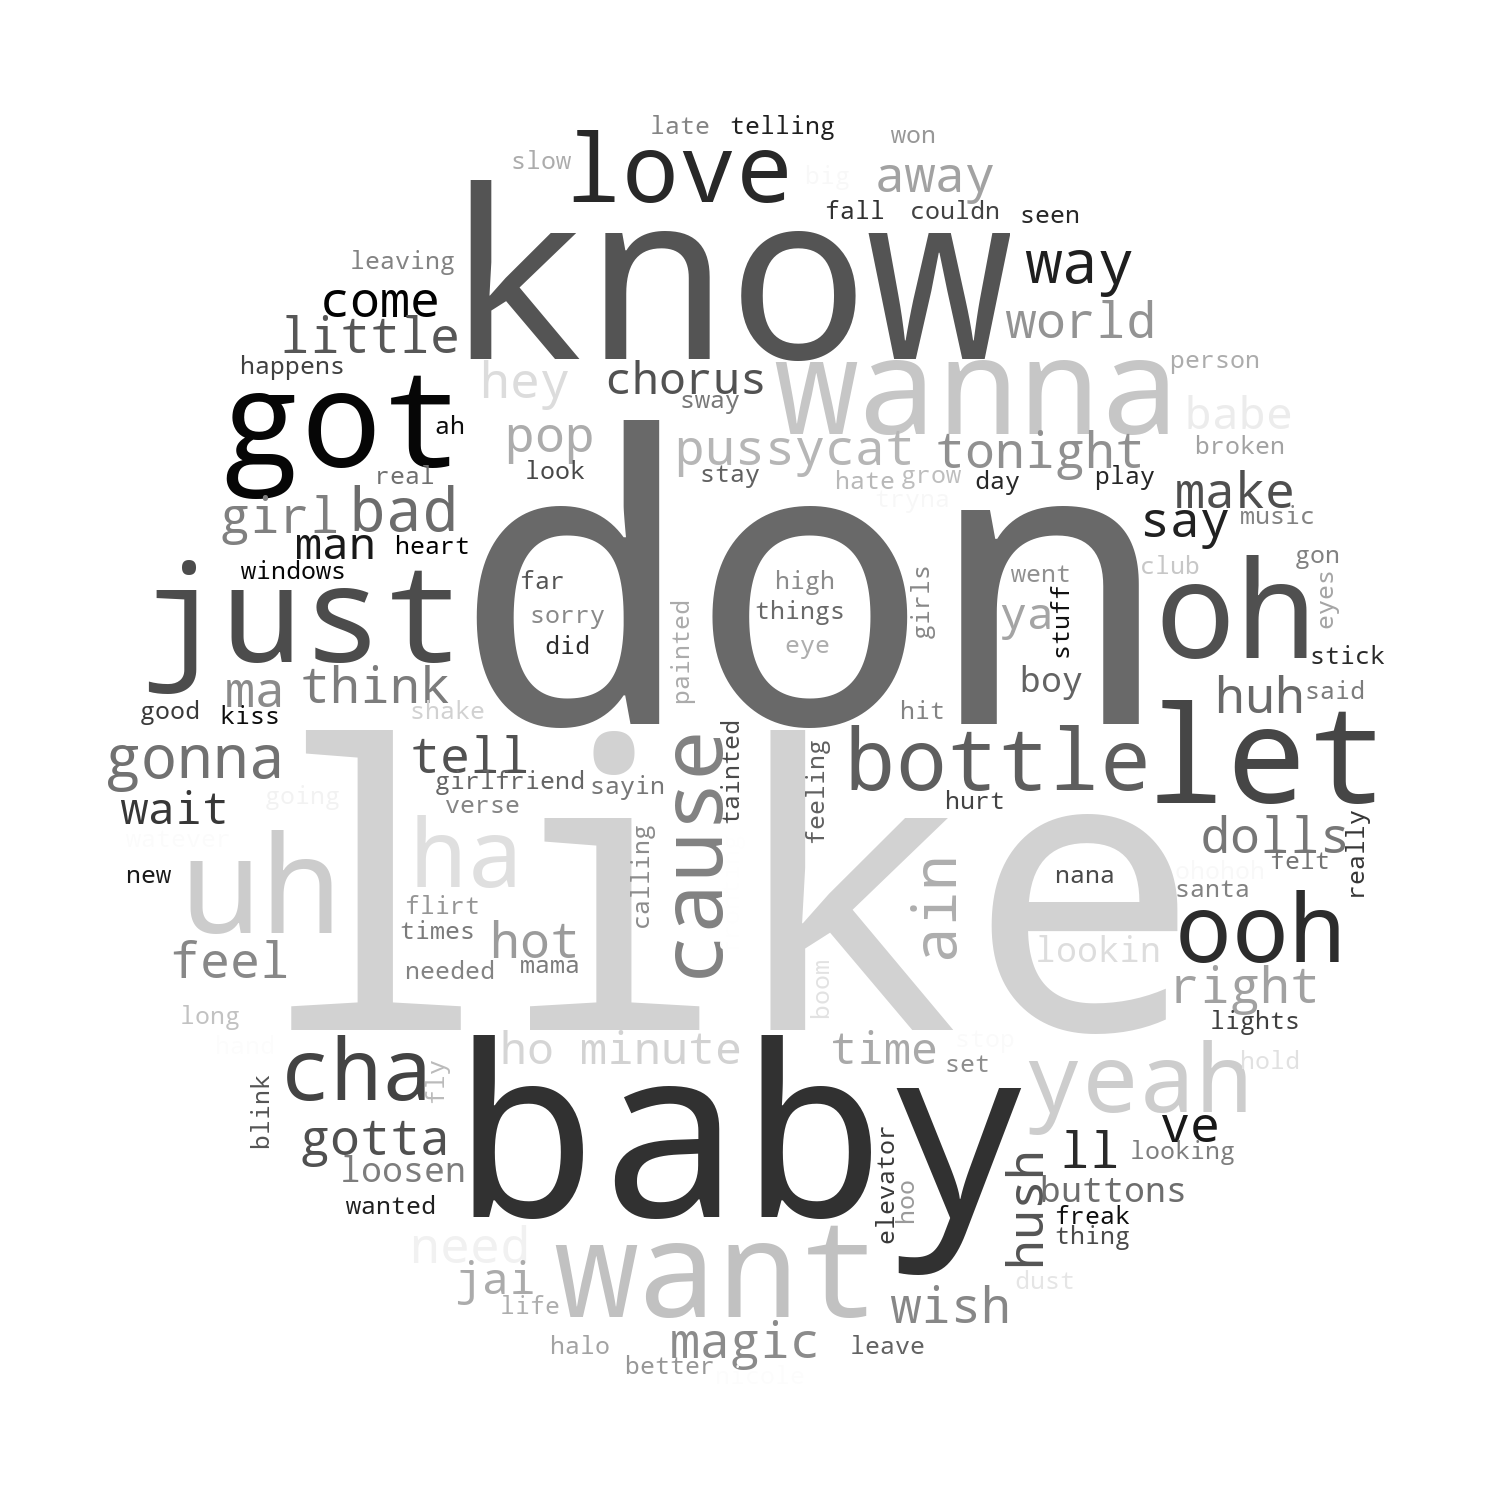 late telling won
slow love big away
know fall couldn seen
leaving way
come world
little
happens hey chorus wanna person
got ah sway babe
pop pussycat tonight broken
real look stay hate grow day play
girl bad tryna make
man heart say music
windows don club gon
just far high girls went oh eyes
sorry things ya stuff
did painted eye stick
ma think boy huh said
good kiss shake hit let
gonna tell cause tainted feeling bottle
wait going girlfriend sayin hurt
verse
watever uh ha calling dolls
new ain nana ohohoh felt really
flirt like santa
times hot lookin ooh
feel needed mama right
long boom lights
hand ho minute time stop
cha fly set yeah hold
blink baby
gotta elevator ll ve looking
loosen hoo hush buttons
wanted freak
need want thing
jai dust
life wish
halo magic leave
better nicole